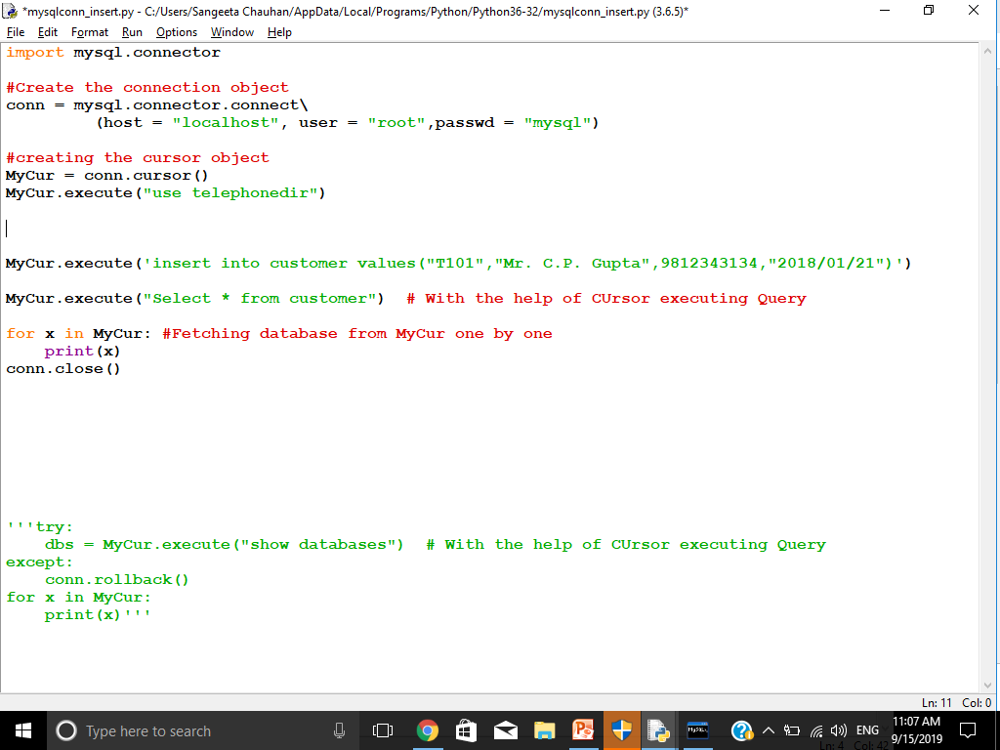 *mysqlconn_insert.py - C:/Users/Sangeeta Chauhan/AppData/Local/Programs/Python/Python36-32/mysqlconn_insert.py (3.6.5)*
File Edit Format Run Options Window Help
import mysql.connector
#Create the connection object
conn = mysql.connector.connect\
(host = "localhost", user = "root",passwd = "mysql")
#creating the cursor object
MyCur = conn.cursor()
MyCur.execute("use telephonedir")
MyCur.execute('insert into customer values("T101","Mr. C.P. Gupta",9812343134,"2018/01/21")')
MyCur.execute("Select * from customer") # With the help of CUrsor executing Query
for x in MyCur: #Fetching database from MyCur one by one
print(x)
conn.close()
'''try:
dbs = MyCur.execute("show databases") # With the help of CUrsor executing Query
except:
conn.rollback()
for x in MyCur:
print(x)'''
Ln: 11 Col: 0
Type here to search
ENG
11:07 AM
9/15/2019
Ln: 4 Col: 42